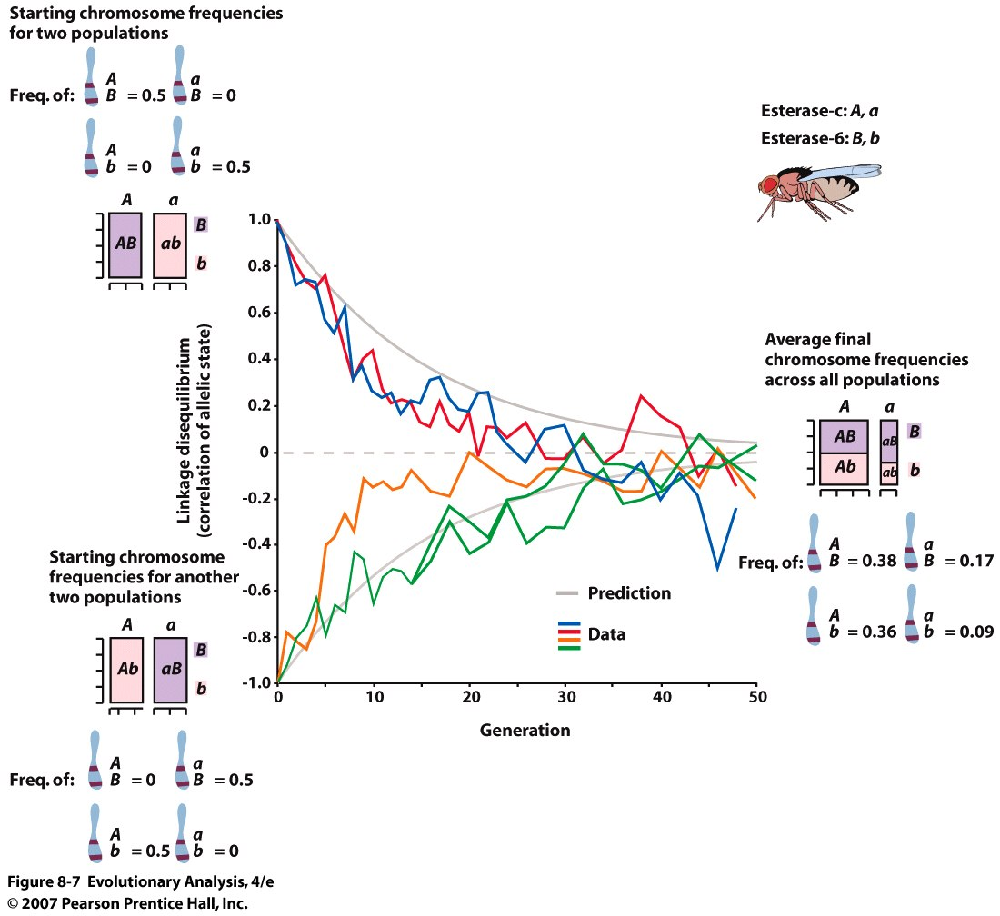 Starting chromosome frequencies
for two populations
Freq. of:
A
B = 0.5
a
B = 0
A
b = 0
a
b = 0.5
A a
AB ab
B
b
Esterase-c: A, a
Esterase-6: B, b
Linkage disequilibrium
(correlation of allelic state)
1.0
0.8
0.6
0.4
0.2
0
-0.2
-0.4
-0.6
-0.8
-1.0
0 10 20 30 40 50
Generation
Prediction
Data
Average final
chromosome frequencies
across all populations
A a
AB aB B
Ab ab b
Freq. of:
A
B = 0.38
a
B = 0.17
A
b = 0.36
a
b = 0.09
Starting chromosome
frequencies for another
two populations
A a
Ab aB
B
b
Freq. of:
A
B = 0
a
B = 0.5
A
b = 0.5
a
b = 0
Figure 8-7 Evolutionary Analysis, 4/e
© 2007 Pearson Prentice Hall, Inc.